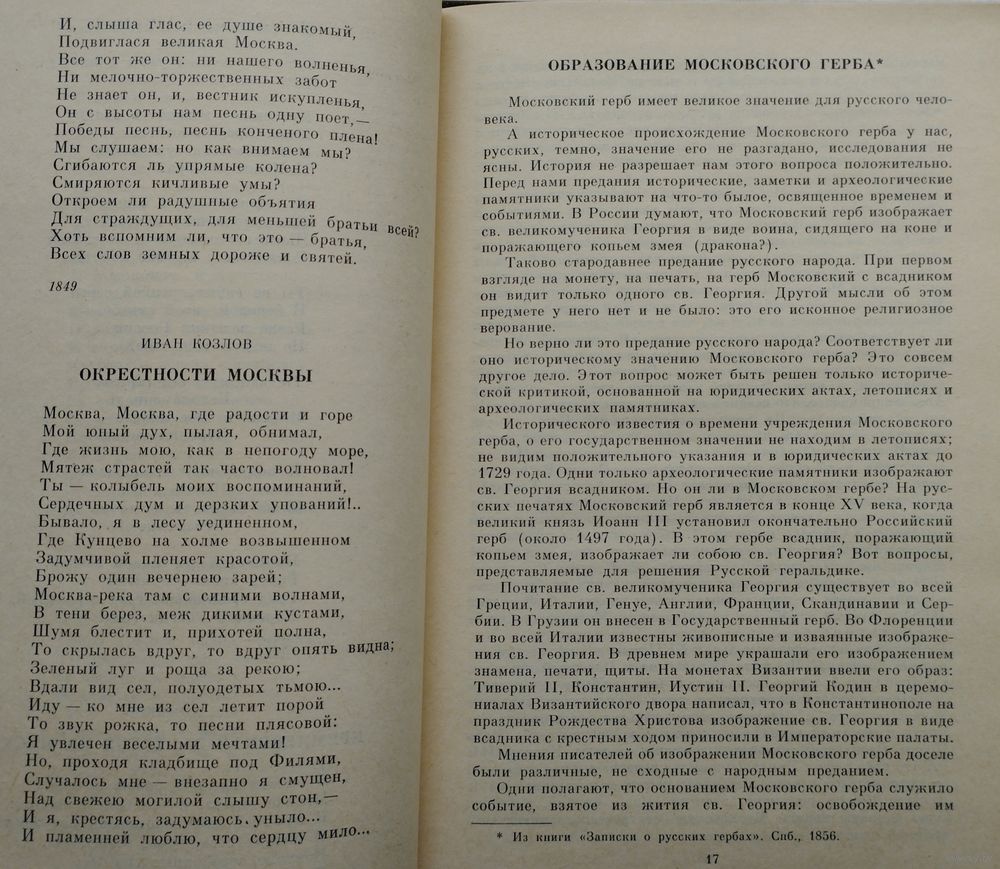 И, слыша глас, ее душе знакомый,
Подвиглася великая Москва.
Все тот же он: ни нашего волненья,
Ни мелочно-торжественных забот
Не знает он, и, вестник искупленья,
Он с высоты нам песнь одну поет,—
Победы песнь, песнь конченого плена!
Мы слушаем: но как внимаем мы?
Сгибаются ль упрямые колена?
Смиряются кичливые умы?
Откроем ли радушные объятия
Для страждущих, для меньшей братьи всей?
Хоть вспомним ли, что это — братья,
Всех слов земных дороже и святей.
1849
ИВАН КОЗЛОВ
ОКРЕСТНОСТИ МОСКВЫ
Москва, Москва, где радости и горе
Мой юный дух, пылая, обнимал,
Где жизнь мою, как в непогоду море,
Мятеж страстей так часто волновал!
Ты — колыбель моих воспоминаний,
Сердечных дум и дерзких упований!..
Бывало, я в лесу уединенном,
Где Кунцево на холме возвышенном
Задумчивой пленяет красотой,
Брожу один вечернею зарей;
Москва-река там с синими волнами,
В тени берез, меж дикими кустами,
Шумя блестит и, прихотей полна,
То скрылась вдруг, то вдруг опять видна;
Зеленый луг и роща за рекою;
Вдали вид сел, полуодетых тьмою...
Иду — ко мне из сел летит порой
То звук рожка, то песни плясовой:
Я увлечен веселыми мечтами!
Но, проходя кладбище под Филями,
Случалось мне — внезапно я смущен,
Над свежею могилой слышу стон,—
И я, крестясь, задумаюсь уныло...
И пламенней люблю, что сердцу мило...
ОБРАЗОВАНИЕ МОСКОВСКОГО ГЕРБА*
Московский герб имеет великое значение для русского чело-
века.
А историческое происхождение Московского герба у нас,
русских, темно, значение его не разгадано, исследования не
ясны. История не разрешает нам этого вопроса положительно.
Перед нами предания исторические, заметки и археологические
памятники указывают на что-то былое, освященное временем и
событиями. В России думают, что Московский герб изображает
св. великомученика Георгия в виде воина, сидящего на коне и
поражающего копьем змея (дракона?).
Таково стародавнее предание русского народа. При первом
взгляде на монету, на печать, на герб Московский с всадником
он видит только одного св. Георгия. Другой мысли об этом
предмете у него нет и не было: это его исконное религиозное
верование.
Но верно ли это предание русского народа? Соответствует ли
оно историческому значению Московского герба? Это совсем
другое дело. Этот вопрос может быть решен только историче-
ской критикой, основанной на юридических актах, летописях и
археологических памятниках.
Исторического известия о времени учреждения Московского
герба, о его государственном значении не находим в летописях;
не видим положительного указания и в юридических актах до
1729 года. Одни только археологические памятники изображают
св. Георгия всадником. Но он ли в Московском гербе? На рус-
ских печатях Московский герб является в конце XV века, когда
великий князь Иоанн III установил окончательно Российский
герб (около 1497 года). В этом гербе всадник, поражающий
копьем змея, изображает ли собою св. Георгия? Вот вопросы,
представляемые для решения Русской геральдике.
Почитание св. великомученика Георгия существует во всей
Греции, Италии, Генуе, Англии, Франции, Скандинавии и Сер-
бии. В Грузии он внесен в Государственный герб. Во Флоренции
и во всей Италии известны живописные и изваянные изображе-
ния св. Георгия. В древнем мире украшали его изображением
знамена, печати, щиты. На монетах Византии ввели его образ:
Тиверий II, Константин, Иустин II. Георгий Кодин в церемо-
ниалах Византийского двора написал, что в Константинополе на
праздник Рождества Христова изображение св. Георгия в виде
всадника с крестным ходом приносили в Императорские палаты.
Мнения писателей об изображении Московского герба доселе
были различные, не сходные с народным преданием.
Одни полагают, что основанием Московского герба служило
событие, взятое из жития св. Георгия: освобождение им
* Из книги «Записки о русских гербах». Спб., 1856.
17